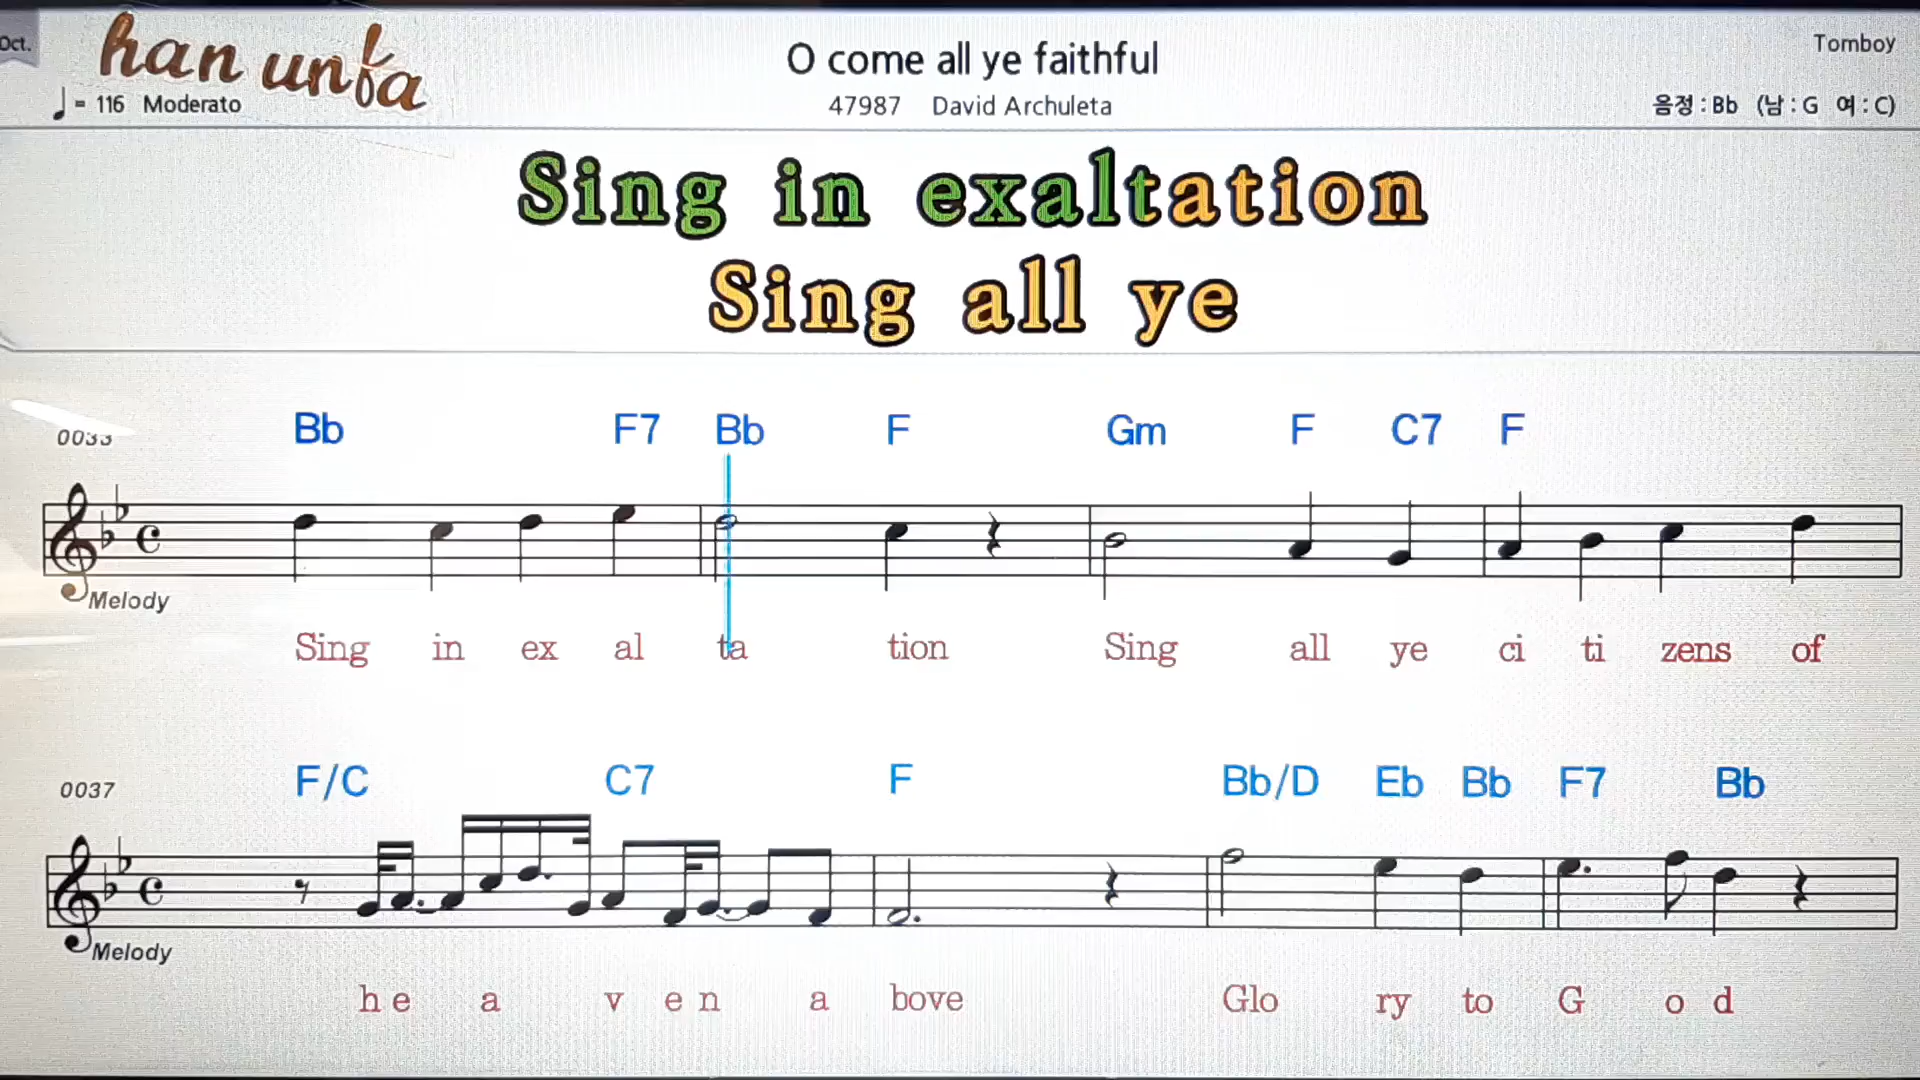 Oct.
han unfa
Tomboy
O come all ye faithful
♩= 116 Moderato
47987 David Archuleta
음정 : Bb (남 : G 여 : C)
Sing in exaltation
Sing all ye
0033 Bb F7 Bb F Gm F C7 F
Melody
Sing in ex al ta tion Sing all ye ci ti zens of
0037 F/C C7 F Bb/D Eb Bb F7 Bb
Melody
h e a v e n a bove Glo ry to G o d